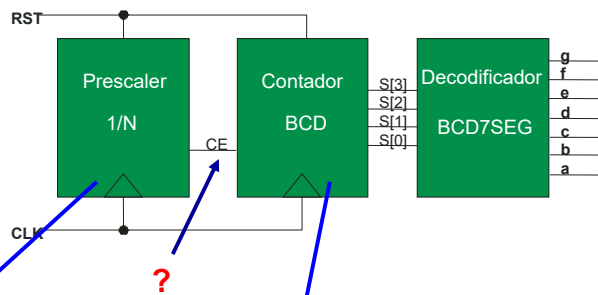 RST
Prescaler
1/N
CE
Contador
BCD
S[3]
S[2]
S[1]
S[0]
Decodificador
BCD7SEG
g
f
e
d
c
b
a
CLK
?